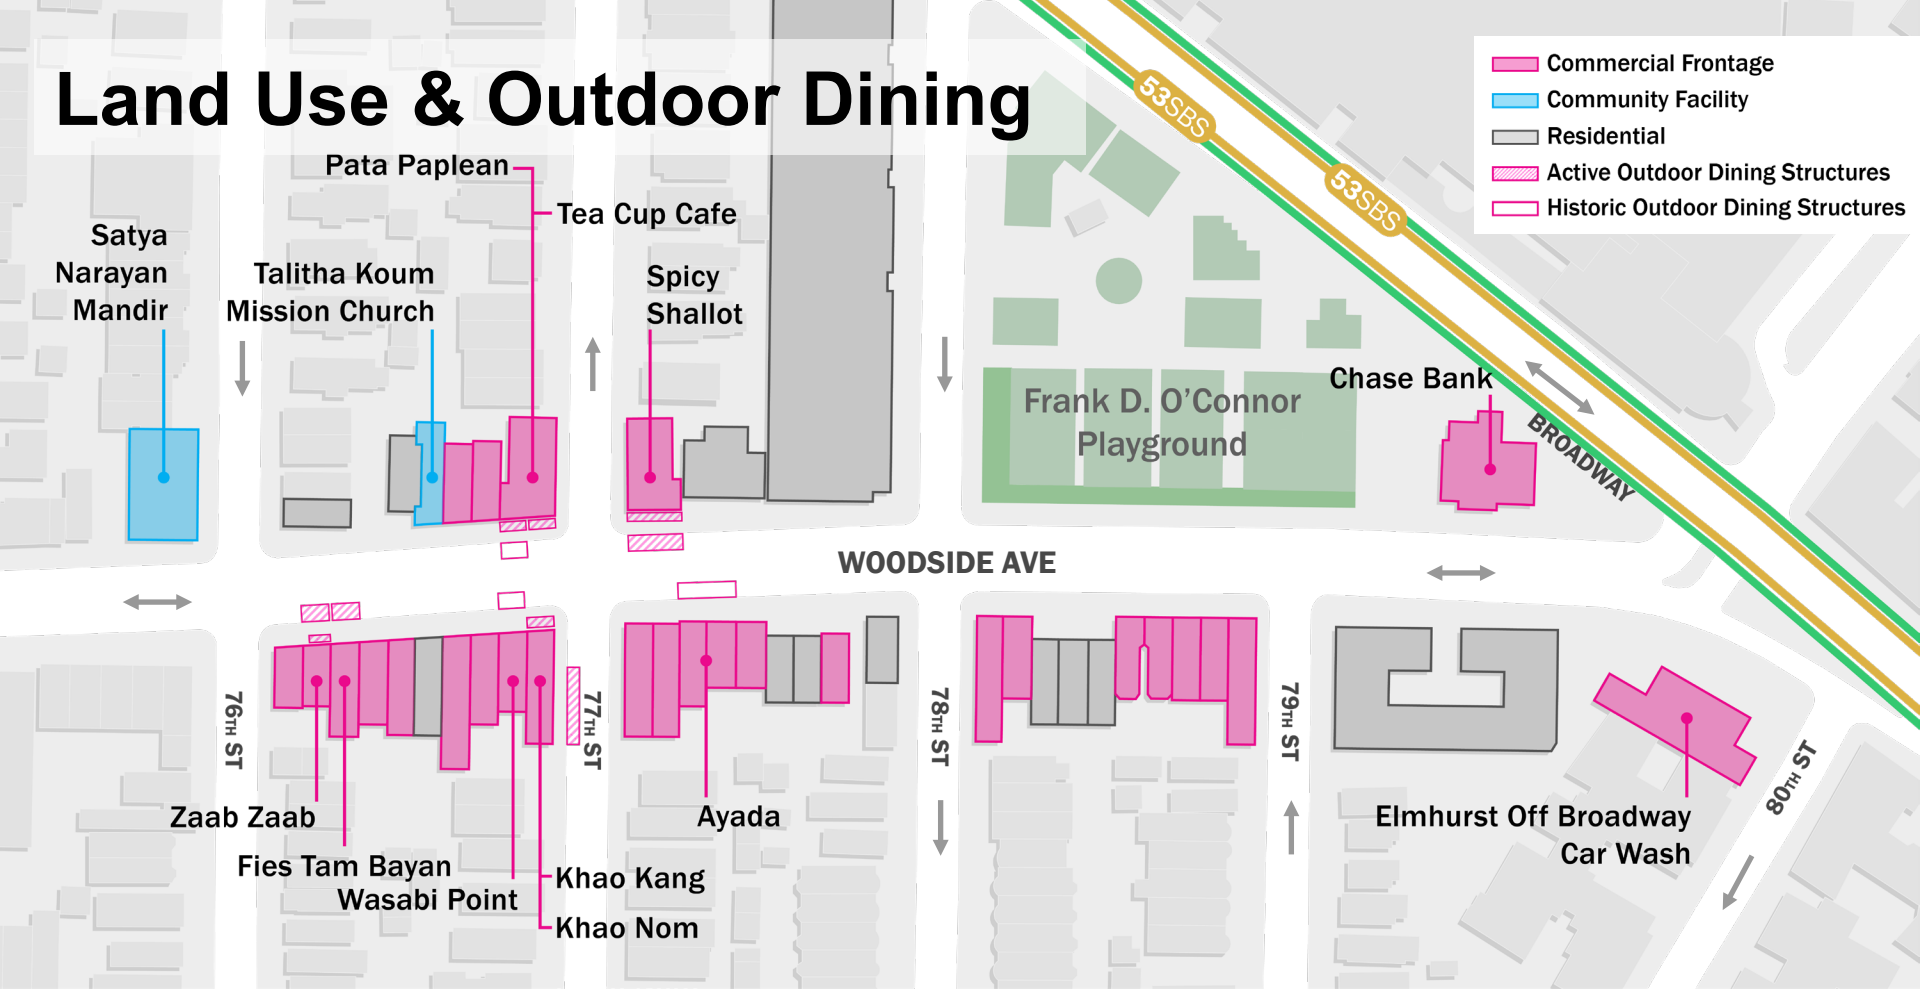 Land Use & Outdoor Dining
Commercial Frontage
Community Facility
Residential
Active Outdoor Dining Structures
Historic Outdoor Dining Structures
53SBS
53SBS
Pata Paplean
Tea Cup Cafe
Satya
Narayan
Mandir
Talitha Koum
Mission Church
Spicy
Shallot
Chase Bank
Frank D. O'Connor
Playground
BROADWAY
WOODSIDE AVE
76TH ST
77TH ST
78TH ST
79TH ST
80TH ST
Zaab Zaab
Fies Tam Bayan
Wasabi Point
Khao Kang
Khao Nom
Ayada
Elmhurst Off Broadway
Car Wash